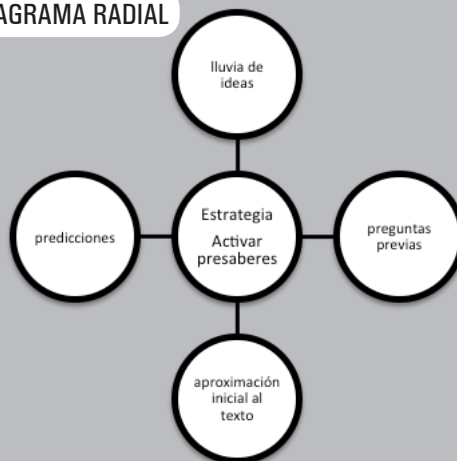 AGRAMA RADIAL
lluvia de
ideas
predicciones
Estrategia
Activar
presaberes
preguntas
previas
aproximación
inicial al
texto